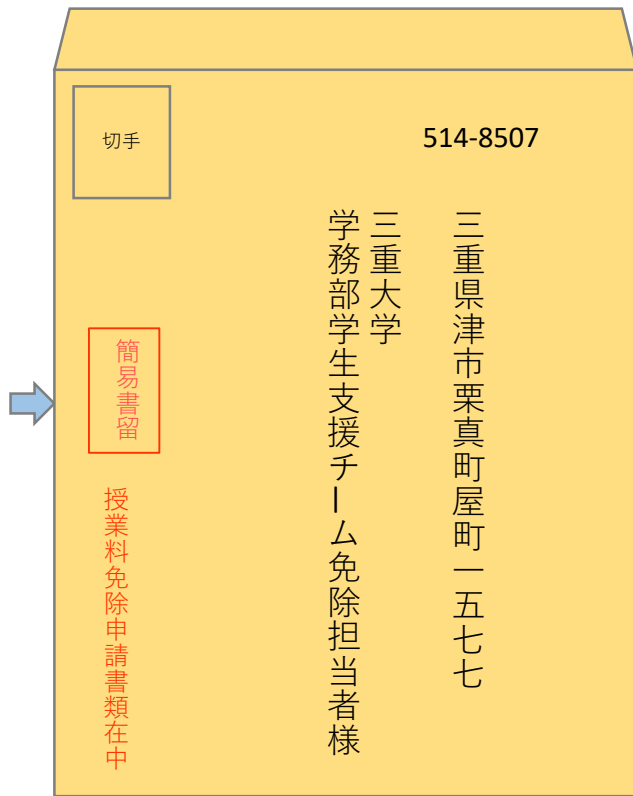 切手
514-8507
三重県津市栗真町屋町一五七七
三重大学
学務部学生支援チーム免除担当者様
簡易書留
授業料免除申請書類在中